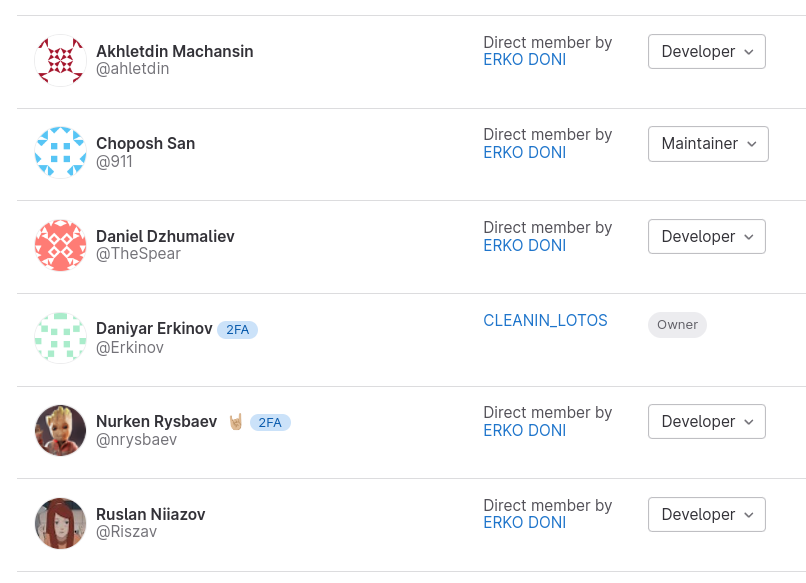 Akhletdin Machansin
@ahletdin
Direct member by
ERKO DONI
Developer
Choposh San
@911
Direct member by
ERKO DONI
Maintainer
Daniel Dzhumaliev
@TheSpear
Direct member by
ERKO DONI
Developer
Daniyar Erkinov 2FA
@Erkinov
CLEANIN_LOTOS
Owner
Nurken Rysbaev 🤘🏼 2FA
@nrysbaev
Direct member by
ERKO DONI
Developer
Ruslan Niiazov
@Riszav
Direct member by
ERKO DONI
Developer